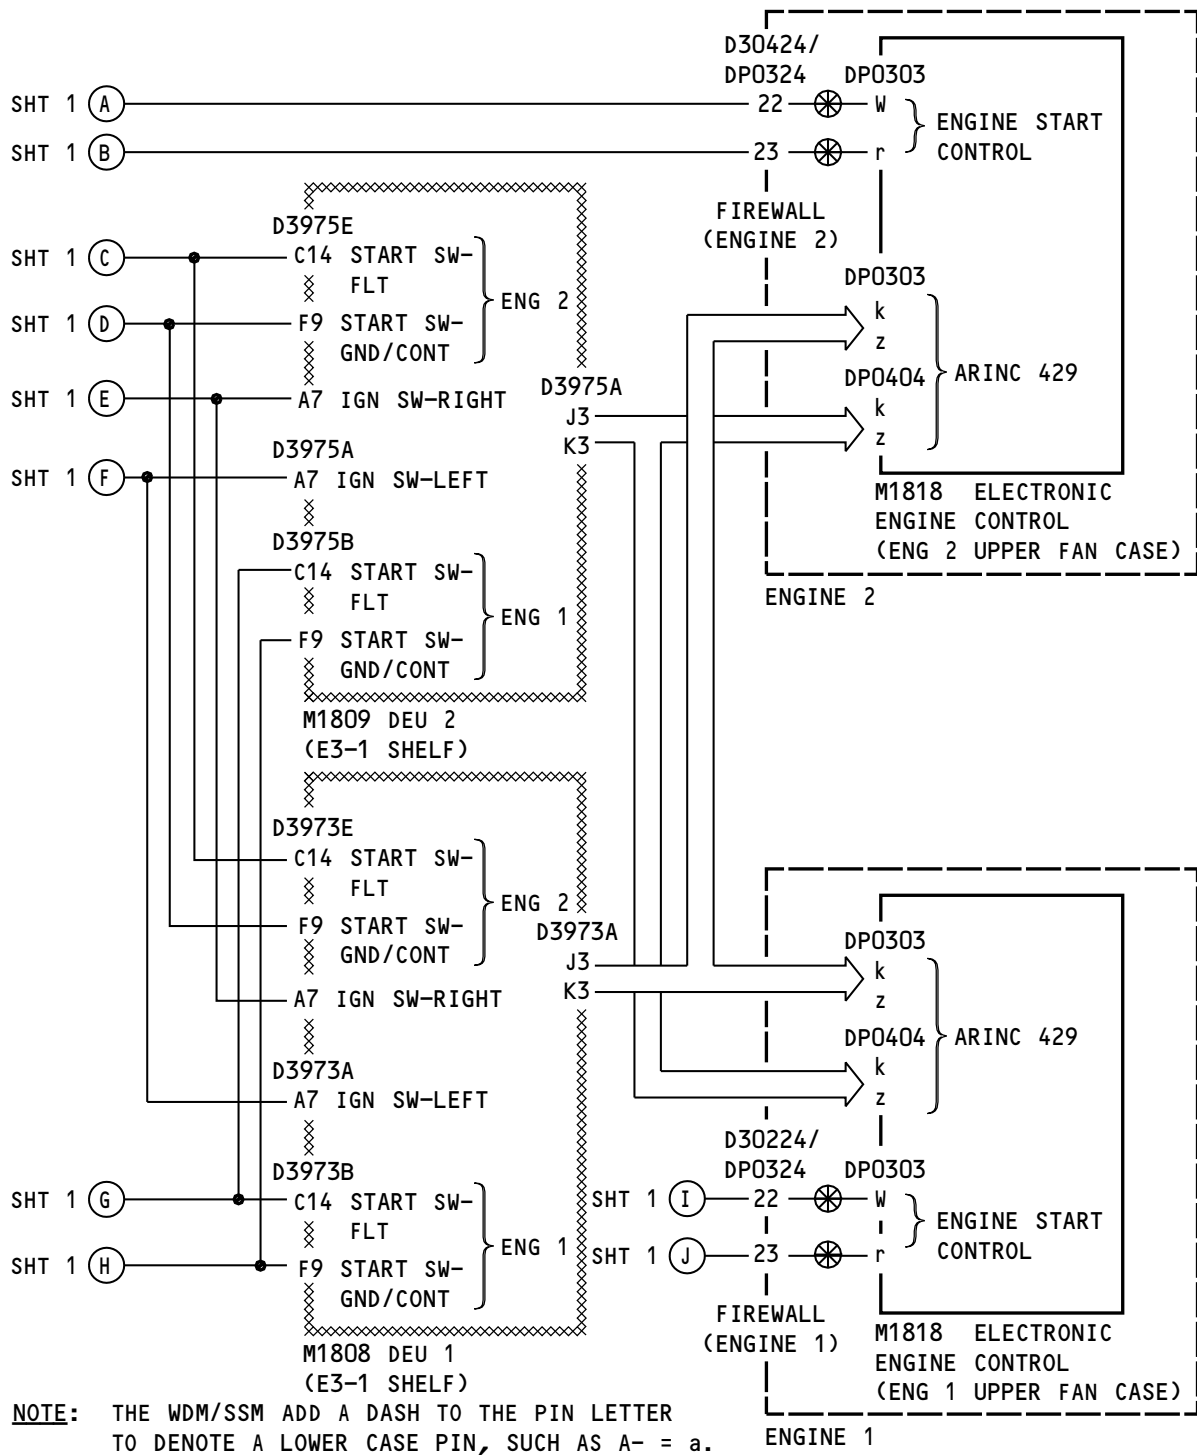 D30424/
DP0324 DP0303
SHT 1 A 22 W
ENGINE START
CONTROL
SHT 1 B 23 r
FIREWALL
(ENGINE 2)
D3975E
SHT 1 C C14 START SW-
FLT
ENG 2
SHT 1 D F9 START SW-
GND/CONT
SHT 1 E A7 IGN SW-RIGHT
D3975A
J3
K3
D3975A
SHT 1 F A7 IGN SW-LEFT
D3975B
C14 START SW-
FLT
ENG 1
F9 START SW-
GND/CONT
M1809 DEU 2
(E3-1 SHELF)
DP0303
k
z
DP0404
k
z
ARINC 429
M1818 ELECTRONIC
ENGINE CONTROL
(ENG 2 UPPER FAN CASE)
ENGINE 2
D3973E
C14 START SW-
FLT
ENG 2
F9 START SW-
GND/CONT
A7 IGN SW-RIGHT
D3973A
J3
K3
D3973A
A7 IGN SW-LEFT
D3973B
SHT 1 G C14 START SW-
FLT
ENG 1
SHT 1 H F9 START SW-
GND/CONT
M1808 DEU 1
(E3-1 SHELF)
DP0303
k
z
DP0404
k
z
ARINC 429
D30224/
DP0324 DP0303
SHT 1 I 22 W
ENGINE START
CONTROL
SHT 1 J 23 r
FIREWALL
(ENGINE 1)
M1818 ELECTRONIC
ENGINE CONTROL
(ENG 1 UPPER FAN CASE)
ENGINE 1
NOTE: THE WDM/SSM ADD A DASH TO THE PIN LETTER
TO DENOTE A LOWER CASE PIN, SUCH AS A- = a.